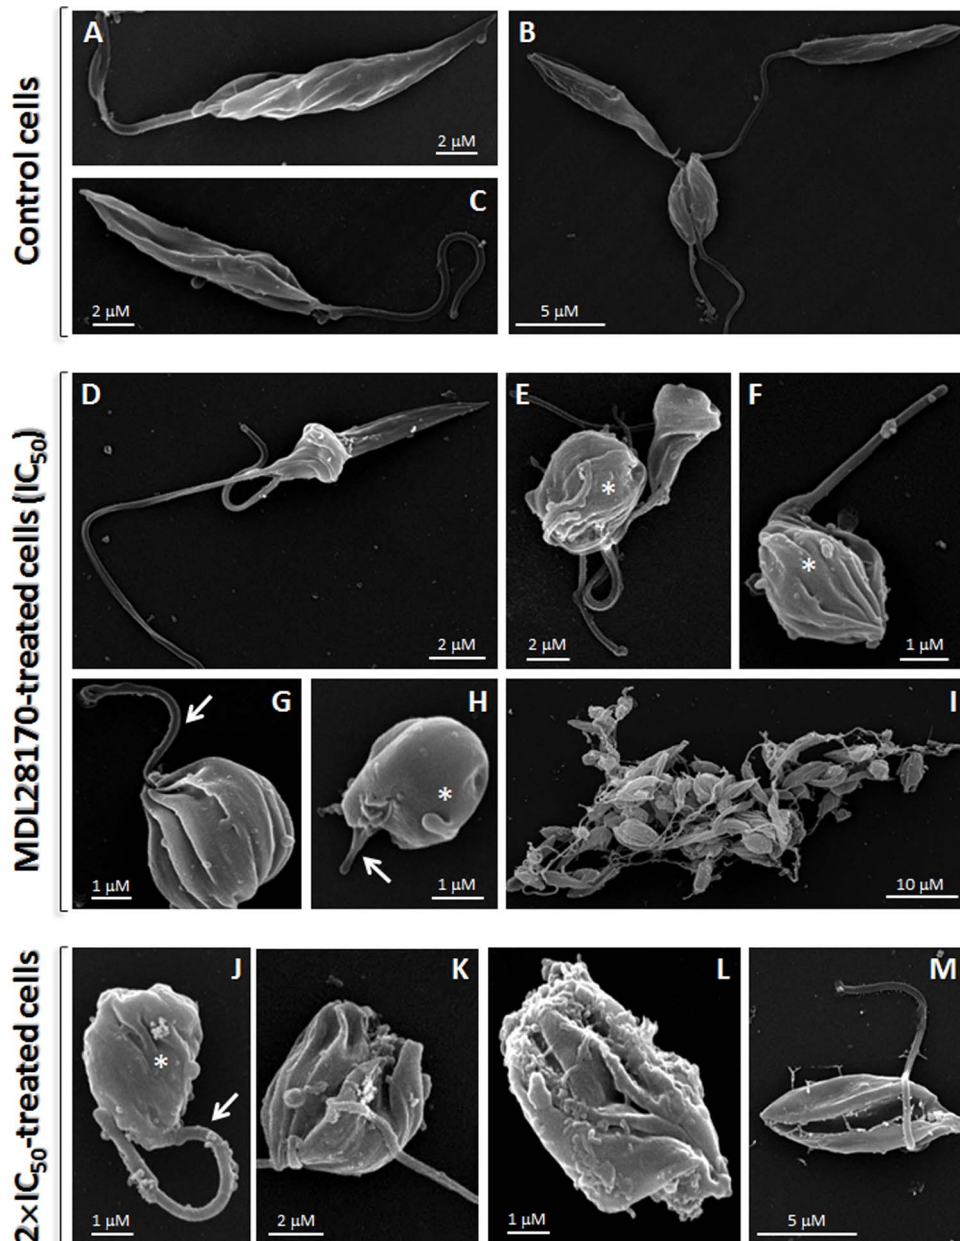 Control cells
A
2 μM
B
5 μM
C
2 μM
MDL28170-treated cells (IC50)
D
2 μM
E
*
2 μM
F
*
1 μM
G
1 μM
H
*
1 μM
I
10 μM
2×IC50-treated cells
J
*
1 μM
K
2 μM
L
1 μM
M
5 μM